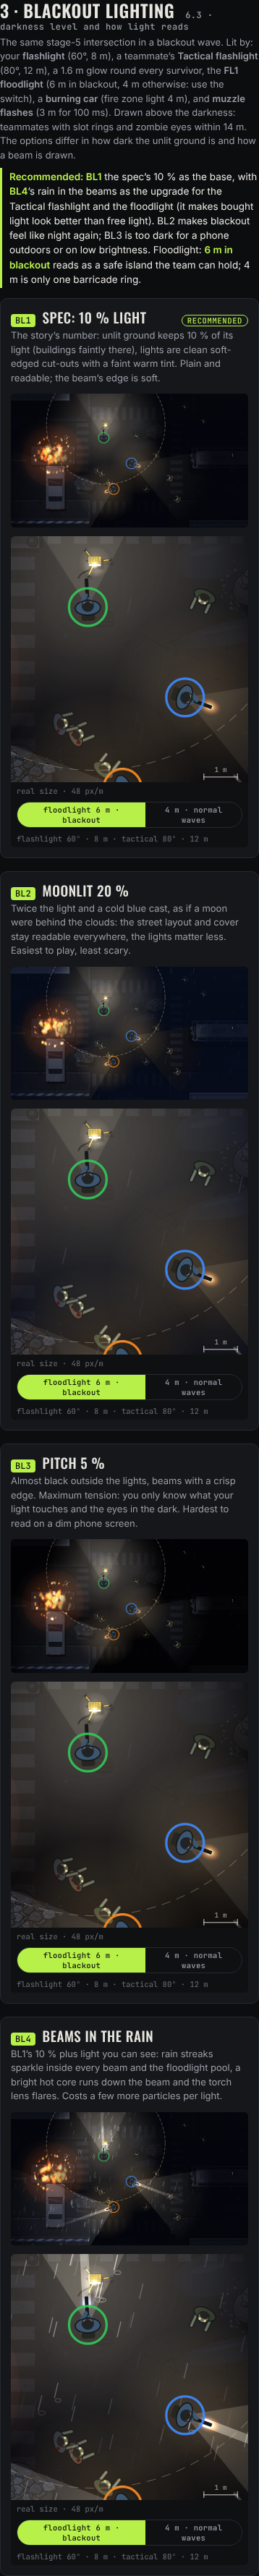 3 · BLACKOUT LIGHTING 6.3 ·
darkness level and how light reads
The same stage-5 intersection in a blackout wave. Lit by:
your flashlight (60°, 8 m), a teammate's Tactical flashlight
(80°, 12 m), a 1.6 m glow round every survivor, the FL1
floodlight (6 m in blackout, 4 m otherwise: use the
switch), a burning car (fire zone light 4 m), and muzzle
flashes (3 m for 100 ms). Drawn above the darkness:
teammates with slot rings and zombie eyes within 14 m.
The options differ in how dark unlit ground is and how
a beam is drawn.
Recommended: BL1 the spec's 10 % as the base, with
BL4's rain in the beams as the upgrade for the
Tactical flashlight and the floodlight (it makes bought
light look better than free light). BL2 makes blackout
feel like night again; BL3 is too dark for a phone
outdoors or on low brightness. Floodlight: 6 m in
blackout reads as a safe island the team can hold; 4
m is only one barricade ring.
BL1 SPEC: 10 % LIGHT RECOMMENDED
The story's number: unlit ground keeps 10 % of its
light (buildings faintly there), lights are clean soft-
edged cut-outs with a faint warm tint. Plain and
readable; the beam's edge is soft.
1 m
real size · 48 px/m
floodlight 6 m · blackout
4 m · normal waves
flashlight 60° · 8 m · tactical 80° · 12 m
BL2 MOONLIT 20 %
Twice the light and a cold blue cast, as if a moon
were behind the clouds: the street layout and cover
stay readable everywhere, the lights matter less.
Easiest to play, least scary.
1 m
real size · 48 px/m
floodlight 6 m · blackout
4 m · normal waves
flashlight 60° · 8 m · tactical 80° · 12 m
BL3 PITCH 5 %
Almost black outside the lights, beams with a crisp
edge. Maximum tension: you only know what your
light touches and the eyes in the dark. Hardest to
read on a dim phone screen.
1 m
real size · 48 px/m
floodlight 6 m · blackout
4 m · normal waves
flashlight 60° · 8 m · tactical 80° · 12 m
BL4 BEAMS IN THE RAIN
BL1's 10 % plus light you can see: rain streaks
sparkle inside every beam and the floodlight pool, a
bright hot core runs down the beam and the torch
lens flares. Costs a few more particles per light.
1 m
real size · 48 px/m
floodlight 6 m · blackout
4 m · normal waves
flashlight 60° · 8 m · tactical 80° · 12 m